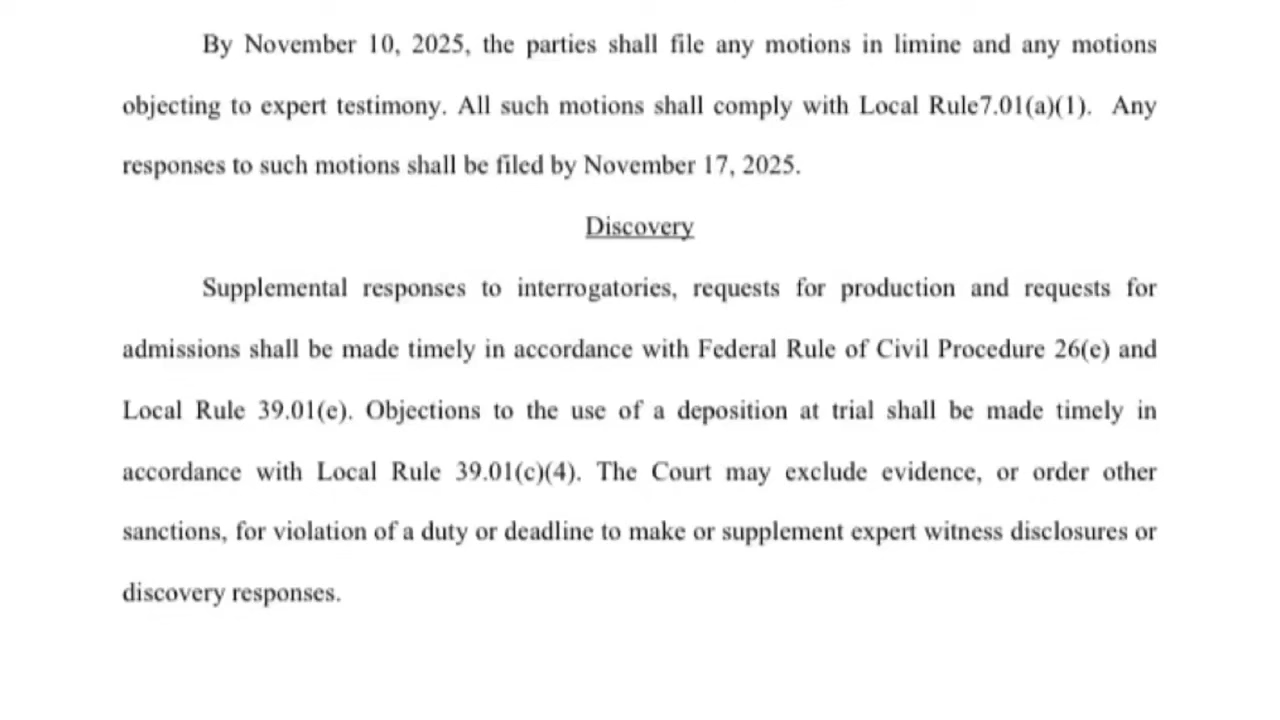 By November 10, 2025, the parties shall file any motions in limine and any motions
objecting to expert testimony. All such motions shall comply with Local Rule7.01(a)(1).  Any
responses to such motions shall be filed by November 17, 2025.
Discovery
Supplemental responses to interrogatories, requests for production and requests for
admissions shall be made timely in accordance with Federal Rule of Civil Procedure 26(e) and
Local Rule 39.01(e). Objections to the use of a deposition at trial shall be made timely in
accordance with Local Rule 39.01(c)(4). The Court may exclude evidence, or order other
sanctions, for violation of a duty or deadline to make or supplement expert witness disclosures or
discovery responses.